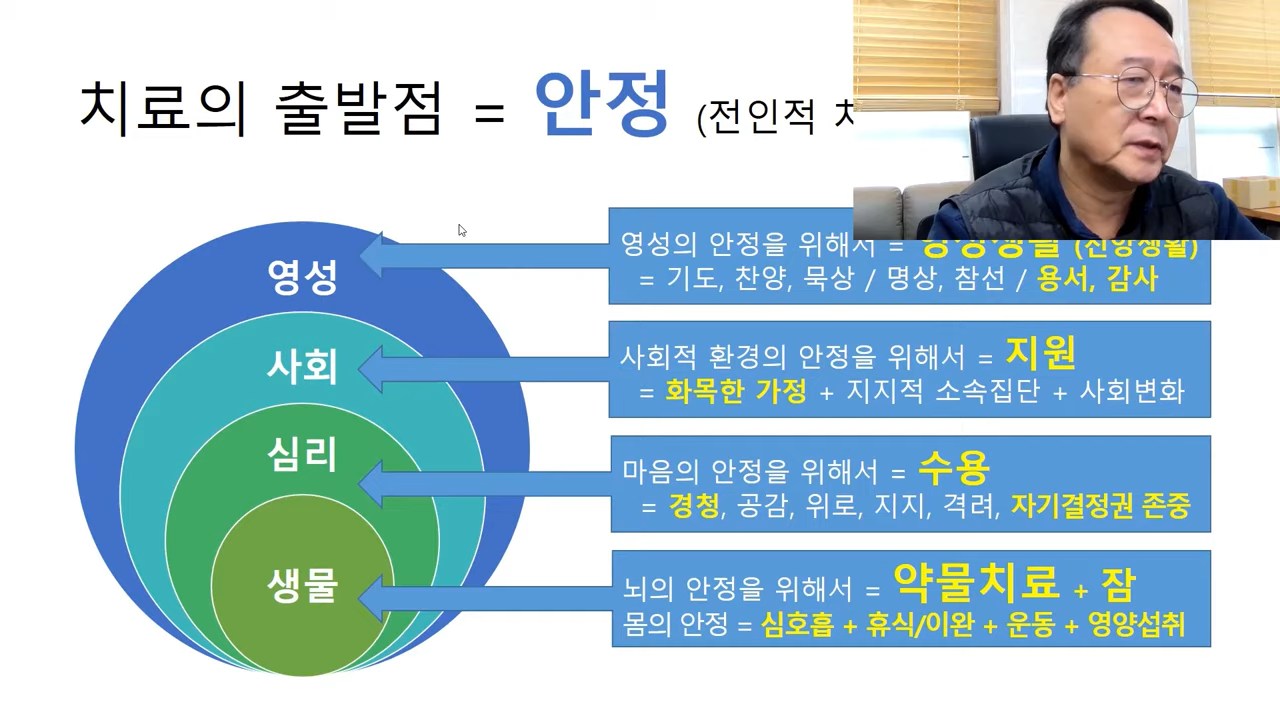 치료의 출발점 = 안정 (전인적
영성
영성의 안정을 위해서 =
= 기도, 찬양, 묵상 / 명상, 참선 / 용서, 감사
사회
사회적 환경의 안정을 위해서 = 지원
= 화목한 가정 + 지지적 소속집단 + 사회변화
심리
마음의 안정을 위해서 = 수용
= 경청, 공감, 위로, 지지, 격려, 자기결정권 존중
생물
뇌의 안정을 위해서 = 약물치료 + 잠
몸의 안정 = 심호흡 + 휴식/이완 + 운동 + 영양섭취